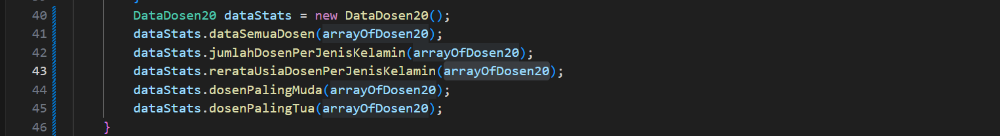 40 DataDosen20 dataStats = new DataDosen20();
41 dataStats.dataSemuaDosen(arrayOfDosen20);
42 dataStats.jumlahDosenPerJenisKelamin(arrayOfDosen20);
43 dataStats.rerataUsiaDosenPerJenisKelamin(arrayOfDosen20);
44 dataStats.dosenPalingMuda(arrayOfDosen20);
45 dataStats.dosenPalingTua(arrayOfDosen20);
46 }